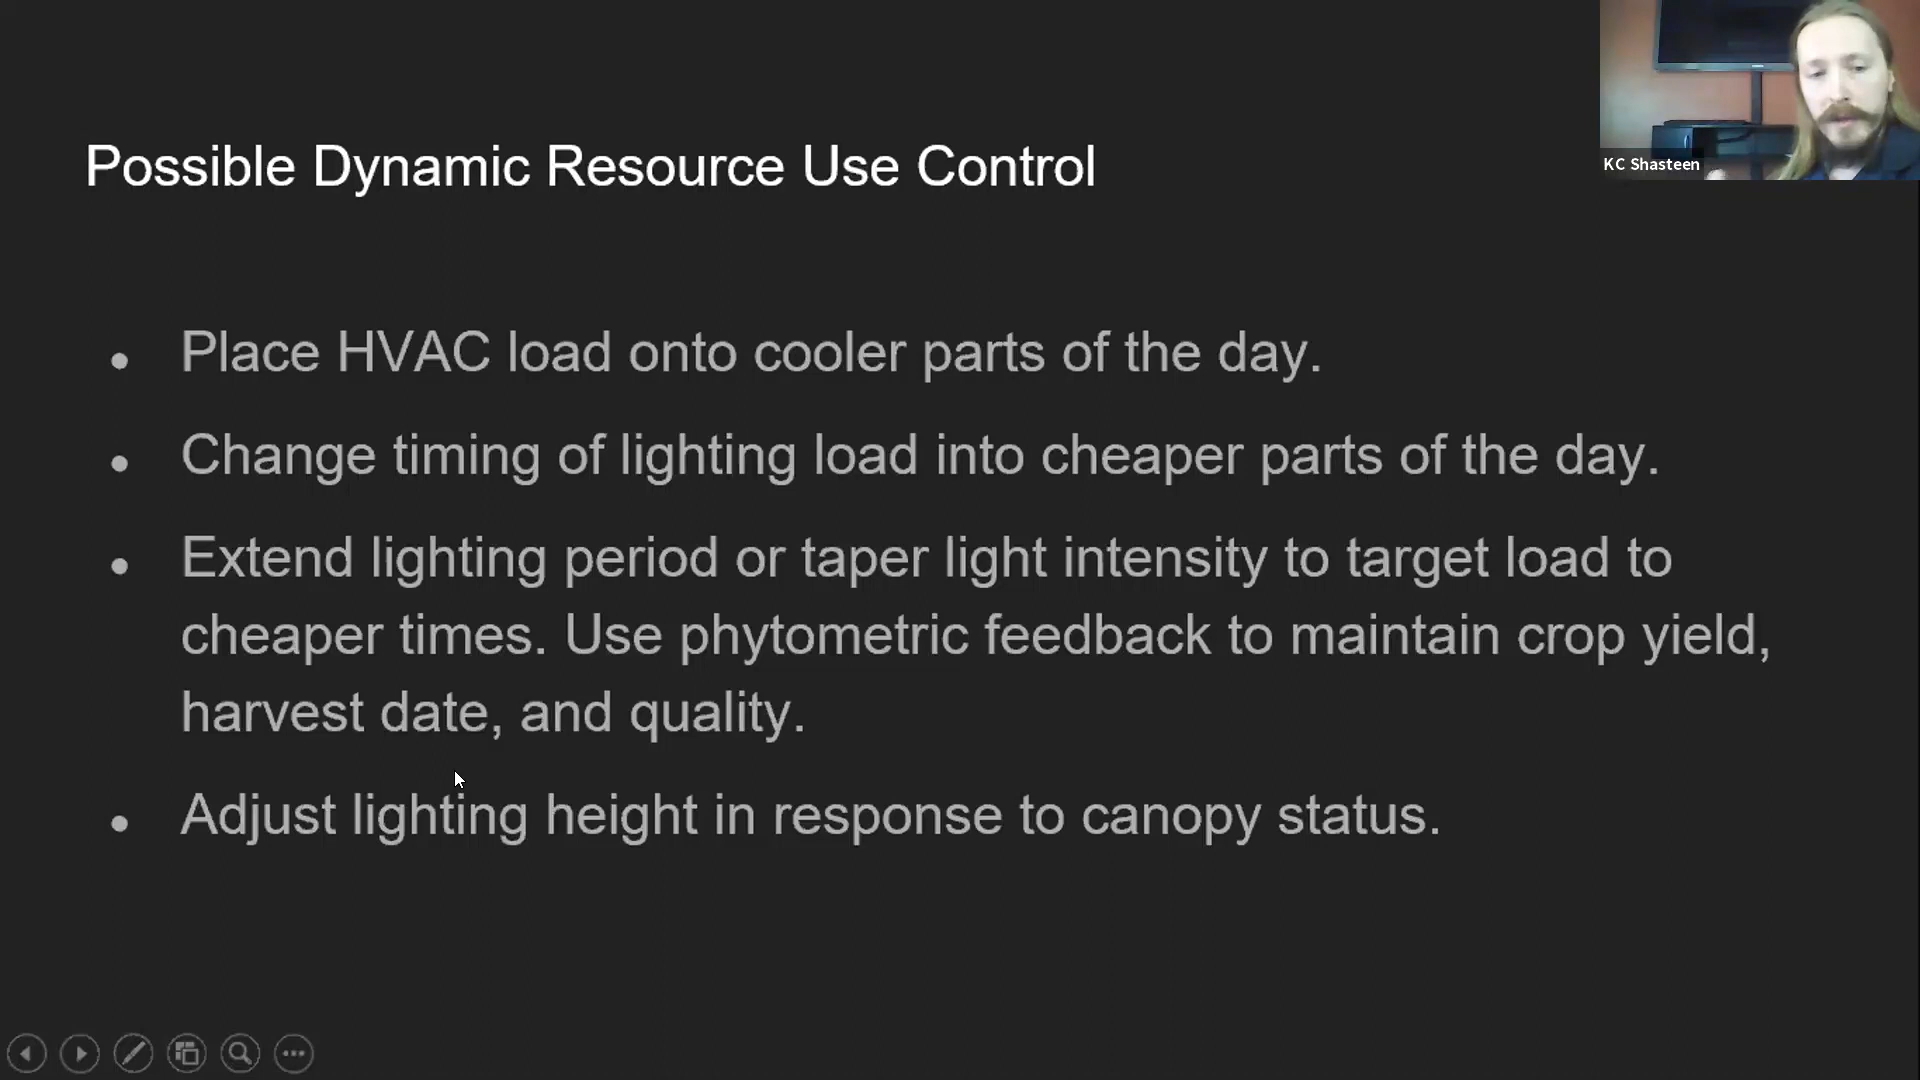 KC Shasteen
Possible Dynamic Resource Use Control
● Place HVAC load onto cooler parts of the day.
● Change timing of lighting load into cheaper parts of the day.
● Extend lighting period or taper light intensity to target load to
cheaper times. Use phytometric feedback to maintain crop yield,
harvest date, and quality.
● Adjust lighting height in response to canopy status.